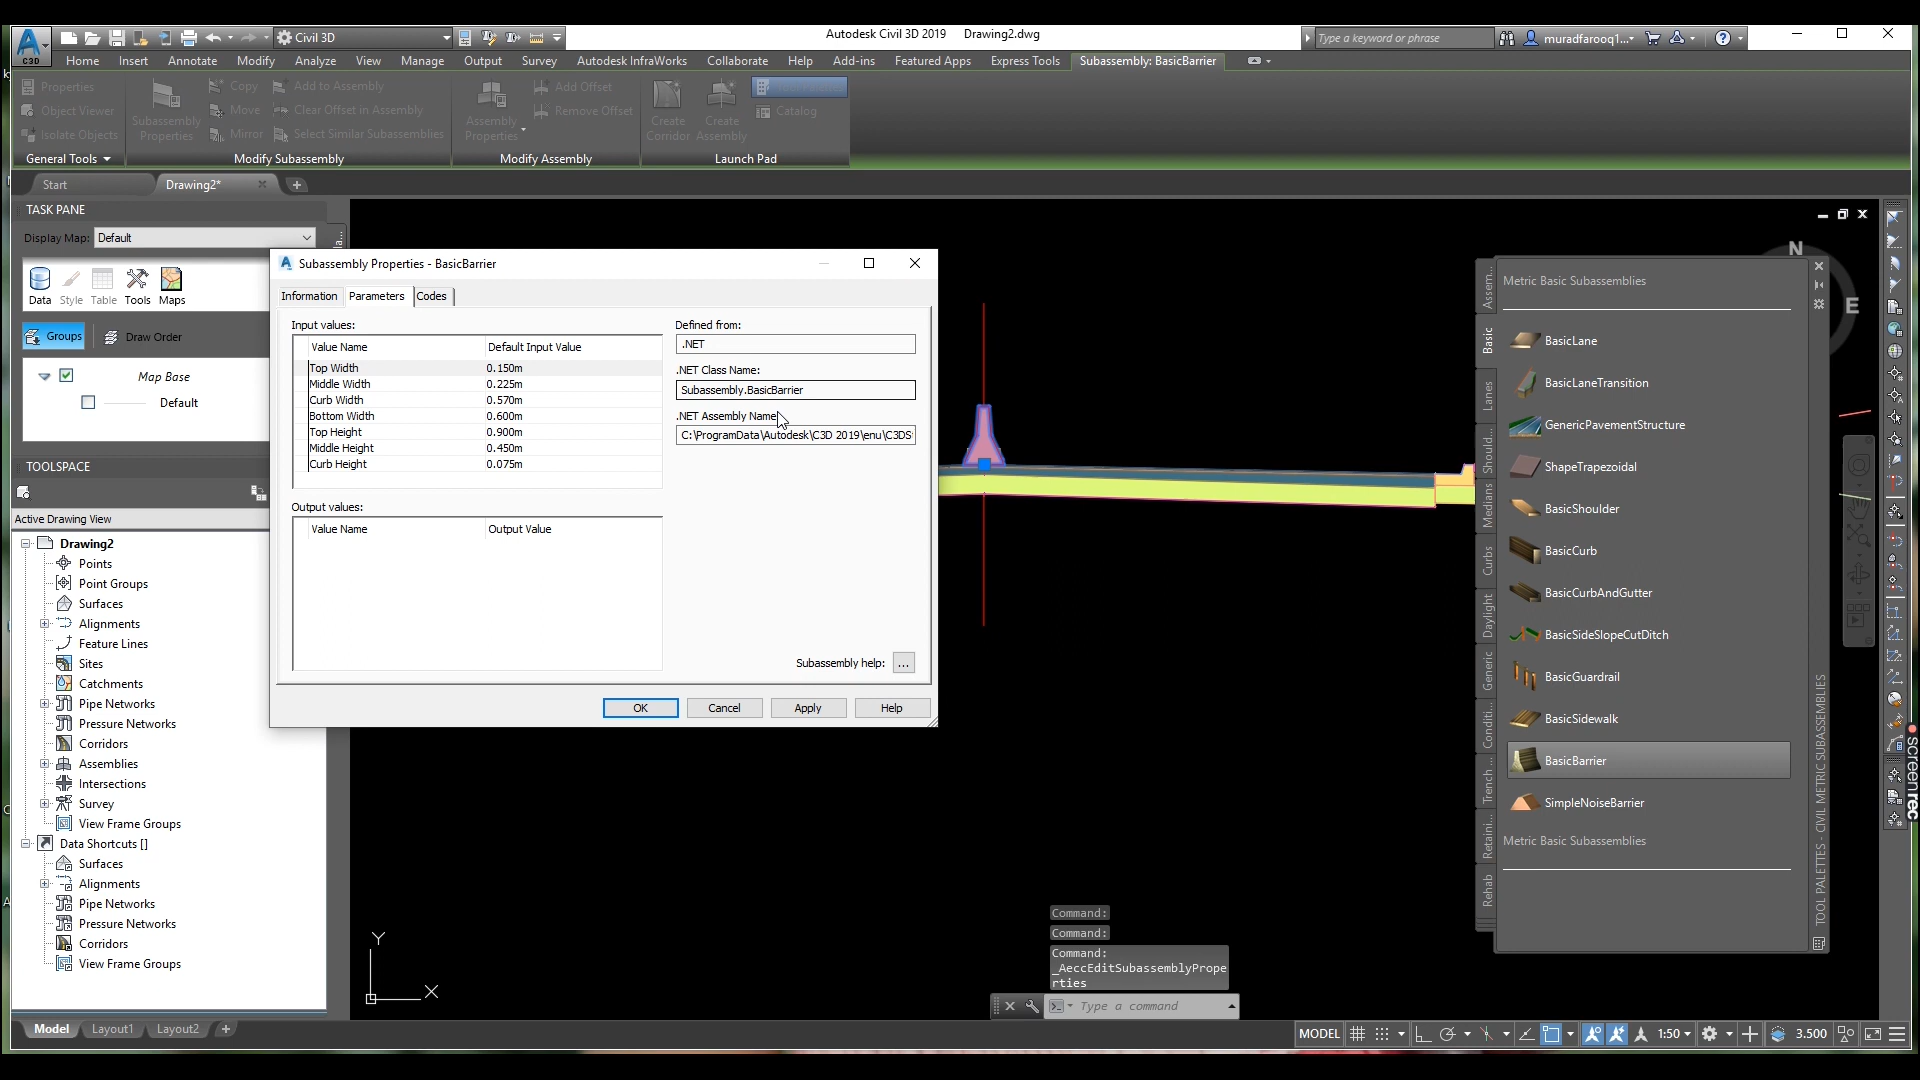 Civil 3D
Autodesk Civil 3D 2019 Drawing2.dwg
Type a keyword or phrase
muradfarooq1...
C3D
Home Insert Annotate Modify Analyze View Manage Output Survey Autodesk InfraWorks Collaborate Help Add-ins Featured Apps Express Tools Subassembly: BasicBarrier
Properties
Object Viewer
Isolate Objects
General Tools
Subassembly
Properties
Copy
Move
Mirror
Add to Assembly
Clear Offset in Assembly
Select Similar Subassemblies
Modify Subassembly
Assembly
Properties
Add Offset
Remove Offset
Modify Assembly
Create
Corridor
Create
Assembly
Catalog
Launch Pad
Start
Drawing2*
TASK PANE
Display Map: Default
Data Style Table Tools Maps
Groups Draw Order
Map Base
Default
TOOLSPACE
Active Drawing View
Drawing2
Points
Point Groups
Surfaces
Alignments
Feature Lines
Sites
Catchments
Pipe Networks
Pressure Networks
Corridors
Assemblies
Intersections
Survey
View Frame Groups
Data Shortcuts []
Surfaces
Alignments
Pipe Networks
Pressure Networks
Corridors
View Frame Groups
Subassembly Properties - BasicBarrier
Information Parameters Codes
Input values:
Value Name Default Input Value
Top Width 0.150m
Middle Width 0.225m
Curb Width 0.570m
Bottom Width 0.600m
Top Height 0.900m
Middle Height 0.450m
Curb Height 0.075m
Output values:
Value Name Output Value
Defined from:
.NET
.NET Class Name:
Subassembly.BasicBarrier
.NET Assembly Name
C:\ProgramData\Autodesk\C3D 2019\enu\C3DS
Subassembly help: ...
OK Cancel Apply Help
N
E
Metric Basic Subassemblies
BasicLane
BasicLaneTransition
GenericPavementStructure
ShapeTrapezoidal
BasicShoulder
BasicCurb
BasicCurbAndGutter
BasicSideSlopeCutDitch
BasicGuardrail
BasicSidewalk
BasicBarrier
SimpleNoiseBarrier
Metric Basic Subassemblies
Assem...
Basic
Lanes
Should...
Medians
Curbs
Daylight
Generic
Conditi...
Trench ...
Retaini...
Rehab
TOOL PALETTES - CIVIL METRIC SUBASSEMBLIES
screenrec
Command:
Command:
Command:
_AeccEditSubassemblyPrope
rties
Type a command
Y
X
Model Layout1 Layout2
MODEL 1:50 3.500